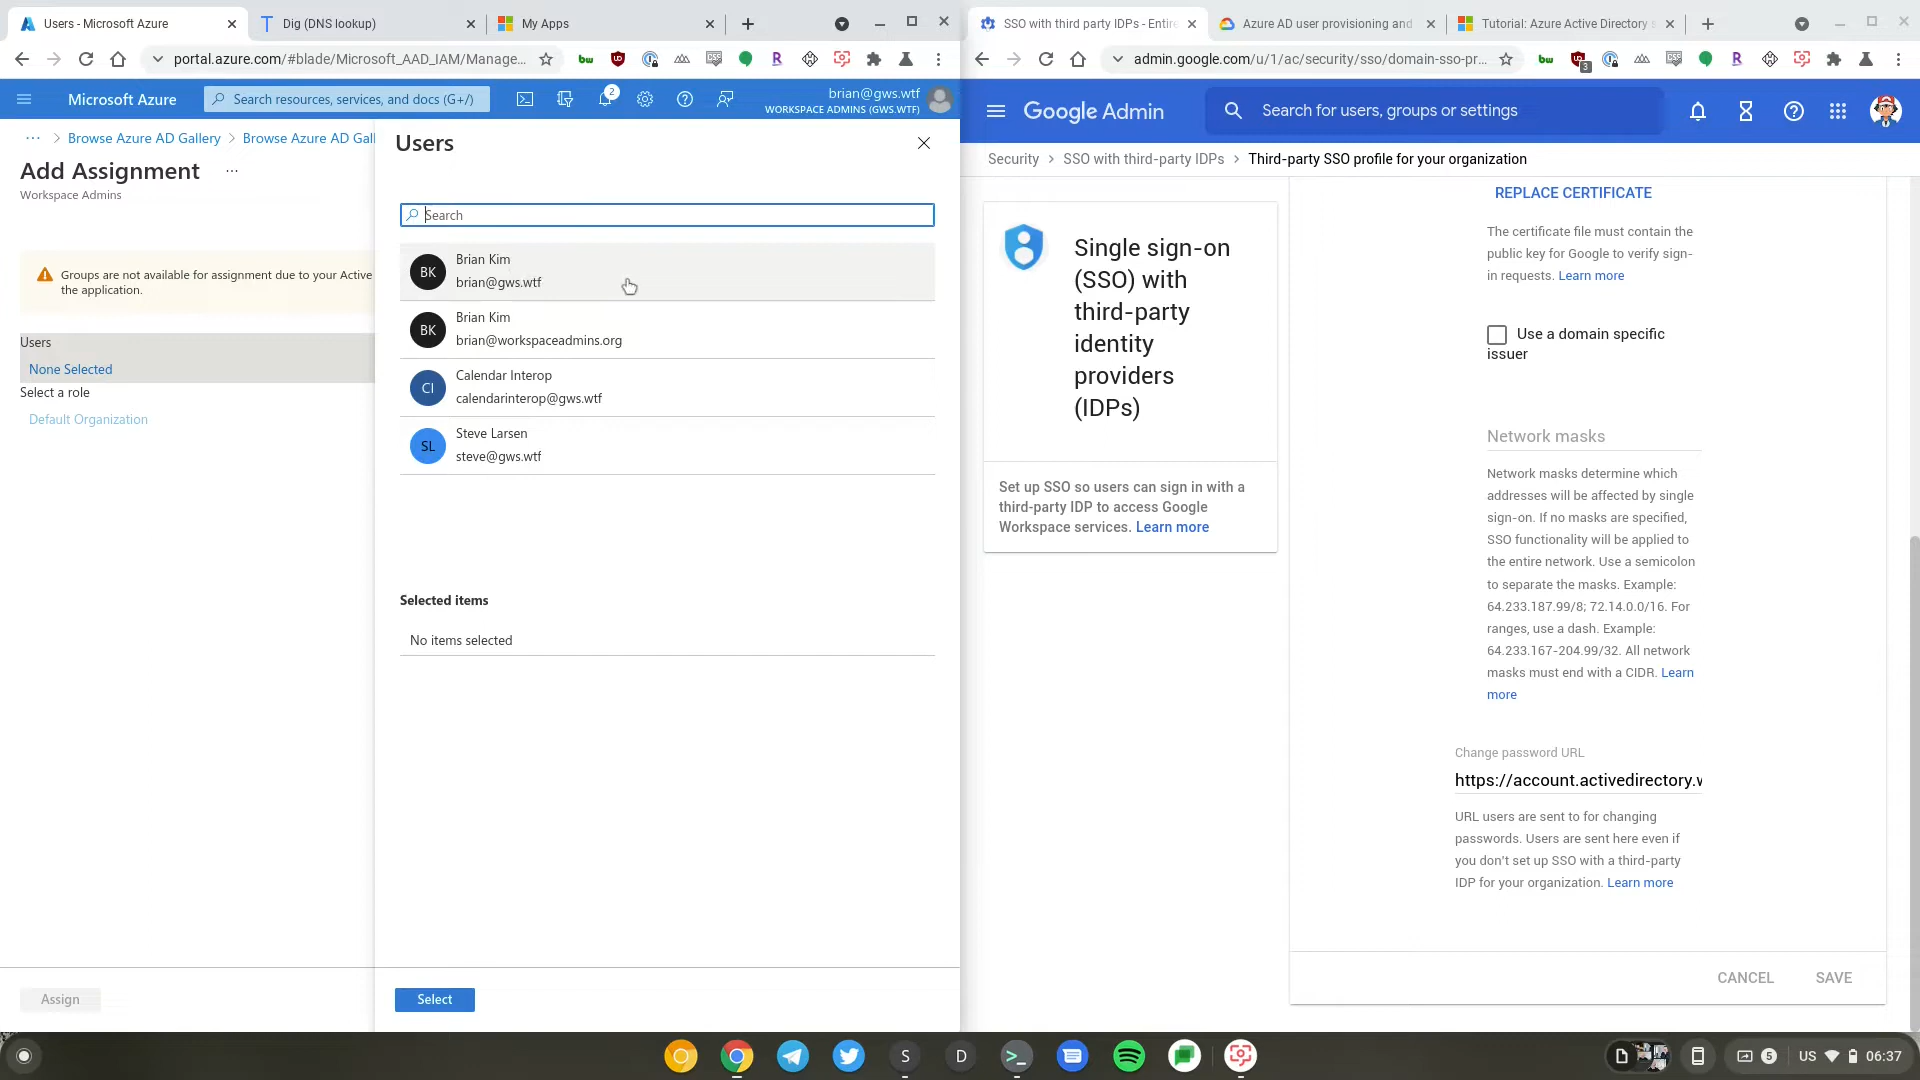 Users - Microsoft Azure
Dig (DNS lookup)
My Apps
portal.azure.com/#blade/Microsoft_AAD_IAM/Manage...
Microsoft Azure
Search resources, services, and docs (G+/)
2
brian@gws.wtf
WORKSPACE ADMINS (GWS.WTF)
... > Browse Azure AD Gallery > Browse Azure AD Gall
Add Assignment ...
Workspace Admins
Groups are not available for assignment due to your Active
the application.
Users
None Selected
Select a role
Default Organization
Assign
Users
Search
BK
Brian Kim
brian@gws.wtf
BK
Brian Kim
brian@workspaceadmins.org
CI
Calendar Interop
calendarinterop@gws.wtf
SL
Steve Larsen
steve@gws.wtf
Selected items
No items selected
Select
SSO with third party IDPs - Entire
Azure AD user provisioning and
Tutorial: Azure Active Directory s
admin.google.com/u/1/ac/security/sso/domain-sso-pr...
3
Google Admin
Search for users, groups or settings
Security > SSO with third-party IDPs > Third-party SSO profile for your organization
Single sign-on
(SSO) with
third-party
identity
providers
(IDPs)
Set up SSO so users can sign in with a
third-party IDP to access Google
Workspace services. Learn more
REPLACE CERTIFICATE
The certificate file must contain the
public key for Google to verify sign-
in requests. Learn more
Use a domain specific
issuer
Network masks
Network masks determine which
addresses will be affected by single
sign-on. If no masks are specified,
SSO functionality will be applied to
the entire network. Use a semicolon
to separate the masks. Example:
64.233.187.99/8; 72.14.0.0/16. For
ranges, use a dash. Example:
64.233.167-204.99/32. All network
masks must end with a CIDR. Learn
more
Change password URL
https://account.activedirectory.w
URL users are sent to for changing
passwords. Users are sent here even if
you don't set up SSO with a third-party
IDP for your organization. Learn more
CANCEL
SAVE
S
D
5
US
06:37